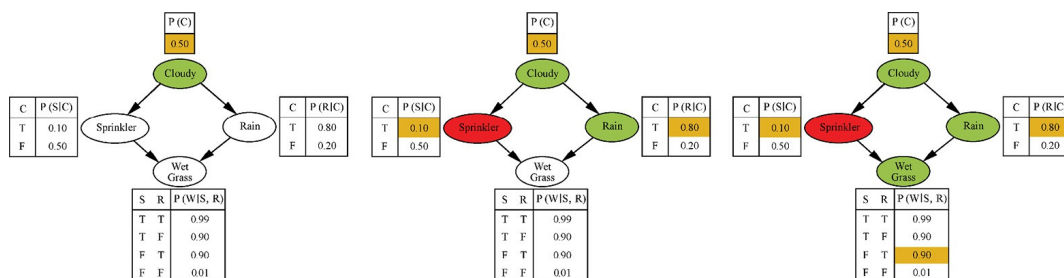 P (C)
0.50
Cloudy
C P (S|C)
T 0.10
F 0.50
Sprinkler
Rain
C P (R|C)
T 0.80
F 0.20
Wet
Grass
S R P (W|S, R)
T T 0.99
T F 0.90
F T 0.90
F F 0.01
P (C)
0.50
Cloudy
C P (S|C)
T 0.10
F 0.50
Sprinkler
Rain
C P (R|C)
T 0.80
F 0.20
Wet
Grass
S R P (W|S, R)
T T 0.99
T F 0.90
F T 0.90
F F 0.01
P (C)
0.50
Cloudy
C P (S|C)
T 0.10
F 0.50
Sprinkler
Rain
C P (R|C)
T 0.80
F 0.20
Wet
Grass
S R P (W|S, R)
T T 0.99
T F 0.90
F T 0.90
F F 0.01